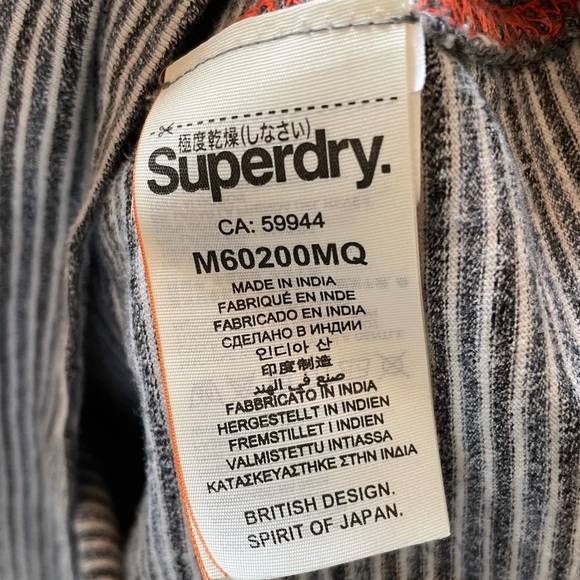 極度乾燥(しなさい)
Superdry.
CA: 59944
M60200MQ
MADE IN INDIA
FABRIQUÉ EN INDE
FABRICADO EN INDIA
СДЕЛАНО В ИНДИИ
인디아 산
印度制造
صنع في الهند
FABBRICATO IN INDIA
HERGESTELLT IN INDIEN
FREMSTILLET I INDIEN
VALMISTETTU INTIASSA
ΚΑΤΑΣΚΕΥΑΣΤΗΚΕ ΣΤΗΝ ΙΝΔΙΑ
BRITISH DESIGN.
SPIRIT OF JAPAN.